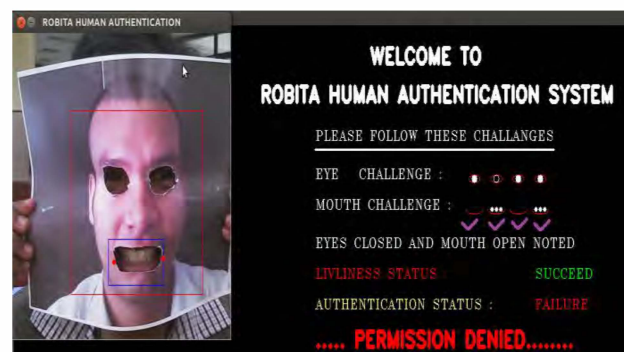 ROBITA HUMAN AUTHENTICATION
WELCOME TO
ROBITA HUMAN AUTHENTICATION SYSTEM
PLEASE FOLLOW THESE CHALLANGES
EYE CHALLENGE :
MOUTH CHALLENGE :
EYES CLOSED AND MOUTH OPEN NOTED
LIVLINESS STATUS : SUCCEED
AUTHENTICATION STATUS : FAILURE
..... PERMISSION DENIED........